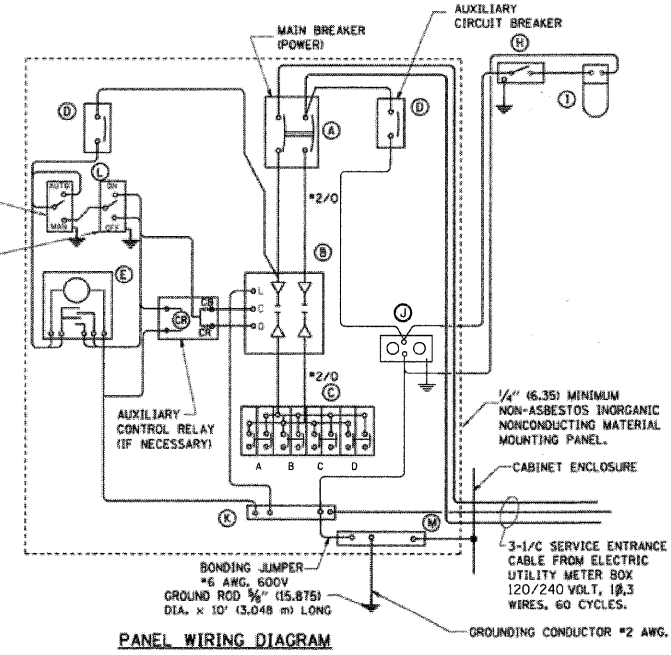 AUXILIARY
CIRCUIT BREAKER
MAIN BREAKER
(POWER)
H
I
D
A
D
L
AUTO
MAN
ON
OFF
*2/0
B
E
L
C
G
CB
CR
CR
J
*2/0
C
AUXILIARY
CONTROL RELAY
(IF NECESSARY)
A B C D
1/4" (6.35) MINIMUM
NON-ASBESTOS INORGANIC
NONCONDUCTING MATERIAL
MOUNTING PANEL.
CABINET ENCLOSURE
K
M
BONDING JUMPER
*6 AWG. 600V
GROUND ROD 5/8" (15.875)
DIA. x 10' (3.048 m) LONG
3-1/C SERVICE ENTRANCE
CABLE FROM ELECTRIC
UTILITY METER BOX
120/240 VOLT, 1Ø,3
WIRES, 60 CYCLES.
GROUNDING CONDUCTOR *2 AWG.
PANEL WIRING DIAGRAM